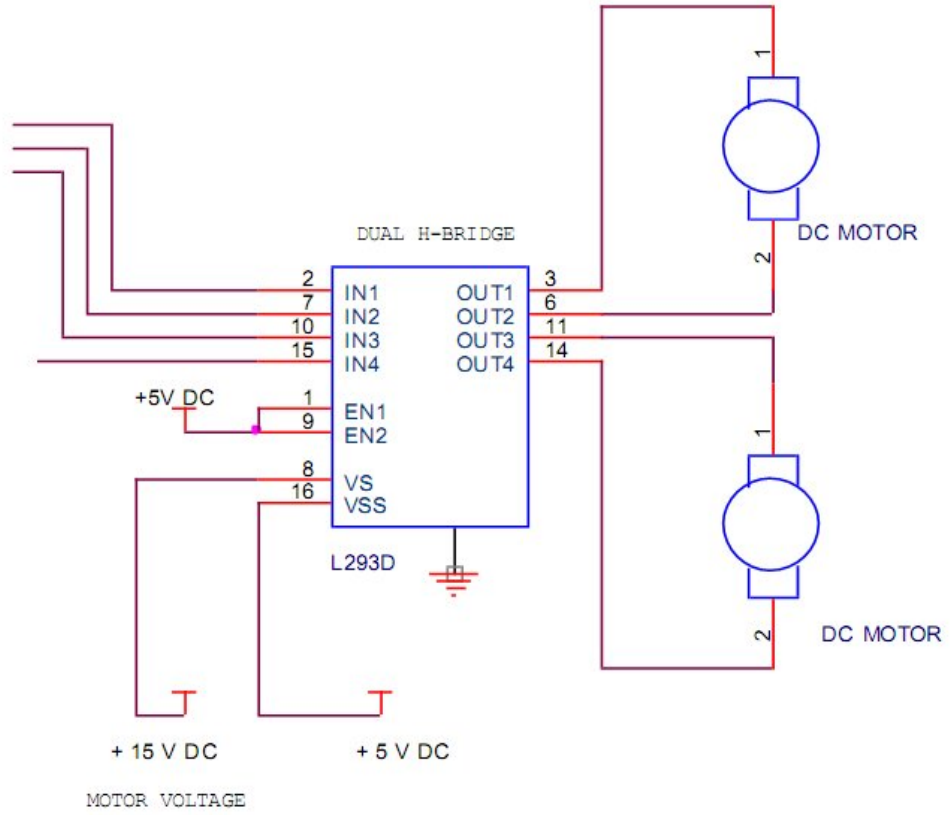 1
DC MOTOR
2
DUAL H-BRIDGE
2 IN1 OUT1 3
7 IN2 OUT2 6
10 IN3 OUT3 11
15 IN4 OUT4 14
+5V DC
1 EN1
9 EN2
8 VS
16 VSS
L293D
1
2
DC MOTOR
+ 15 V DC
+ 5 V DC
MOTOR VOLTAGE